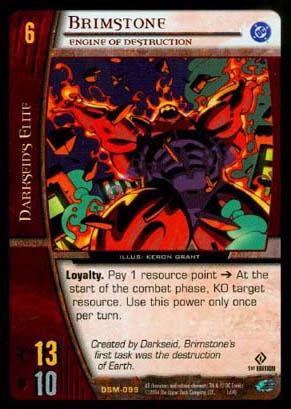 6
BRIMSTONE
ENGINE OF DESTRUCTION
DC
DARKSEID'S ELITE
ILLUS: KERON GRANT
Loyalty. Pay 1 resource point → At the
start of the combat phase, KO target
resource. Use this power only once
per turn.
Created by Darkseid, Brimstone's
first task was the destruction
of Earth.
13
10
1ST EDITION
DSM-099